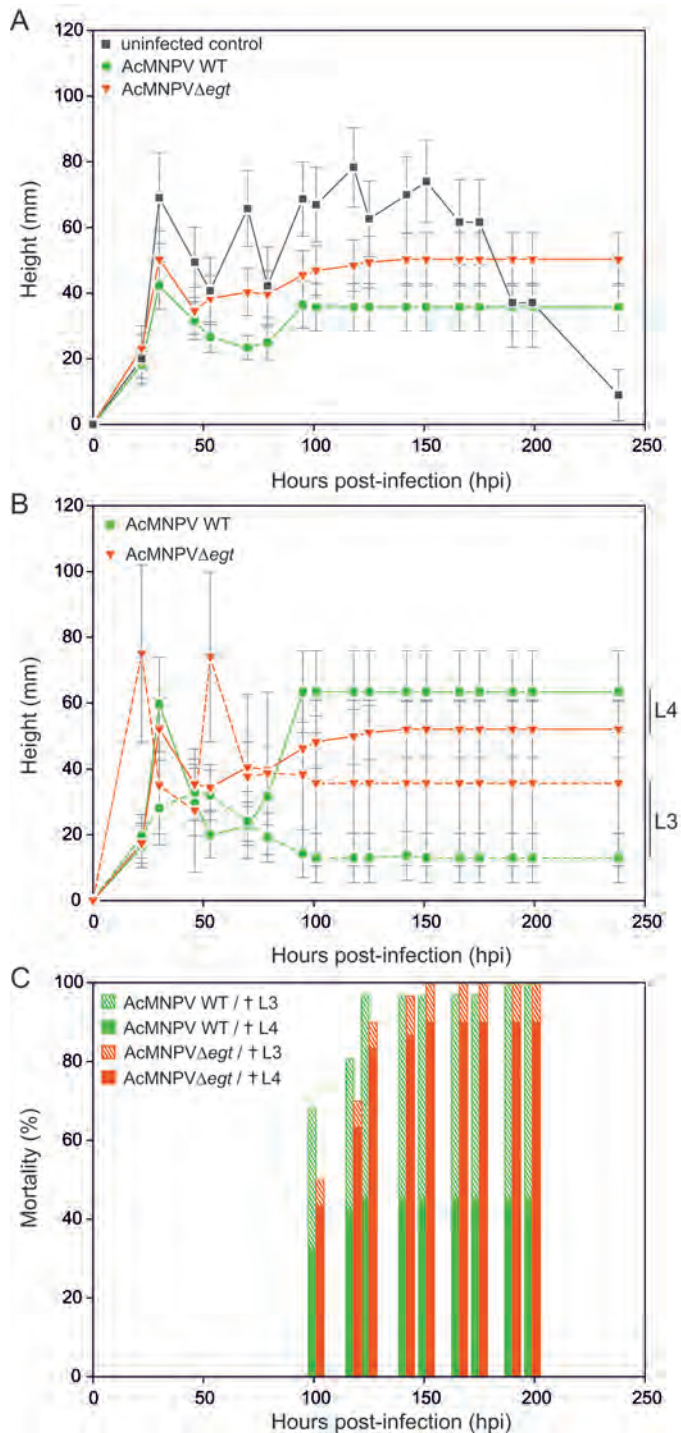 A
120
100
80
60
40
20
0
Height (mm)
uninfected control
AcMNPV WT
AcMNPVΔegt
0 50 100 150 200 250
Hours post-infection (hpi)
B
120
100
80
60
40
20
0
Height (mm)
AcMNPV WT
AcMNPVΔegt
L4
L3
0 50 100 150 200 250
Hours post-infection (hpi)
C
100
80
60
40
20
0
Mortality (%)
AcMNPV WT / † L3
AcMNPV WT / † L4
AcMNPVΔegt / † L3
AcMNPVΔegt / † L4
0 50 100 150 200 250
Hours post-infection (hpi)